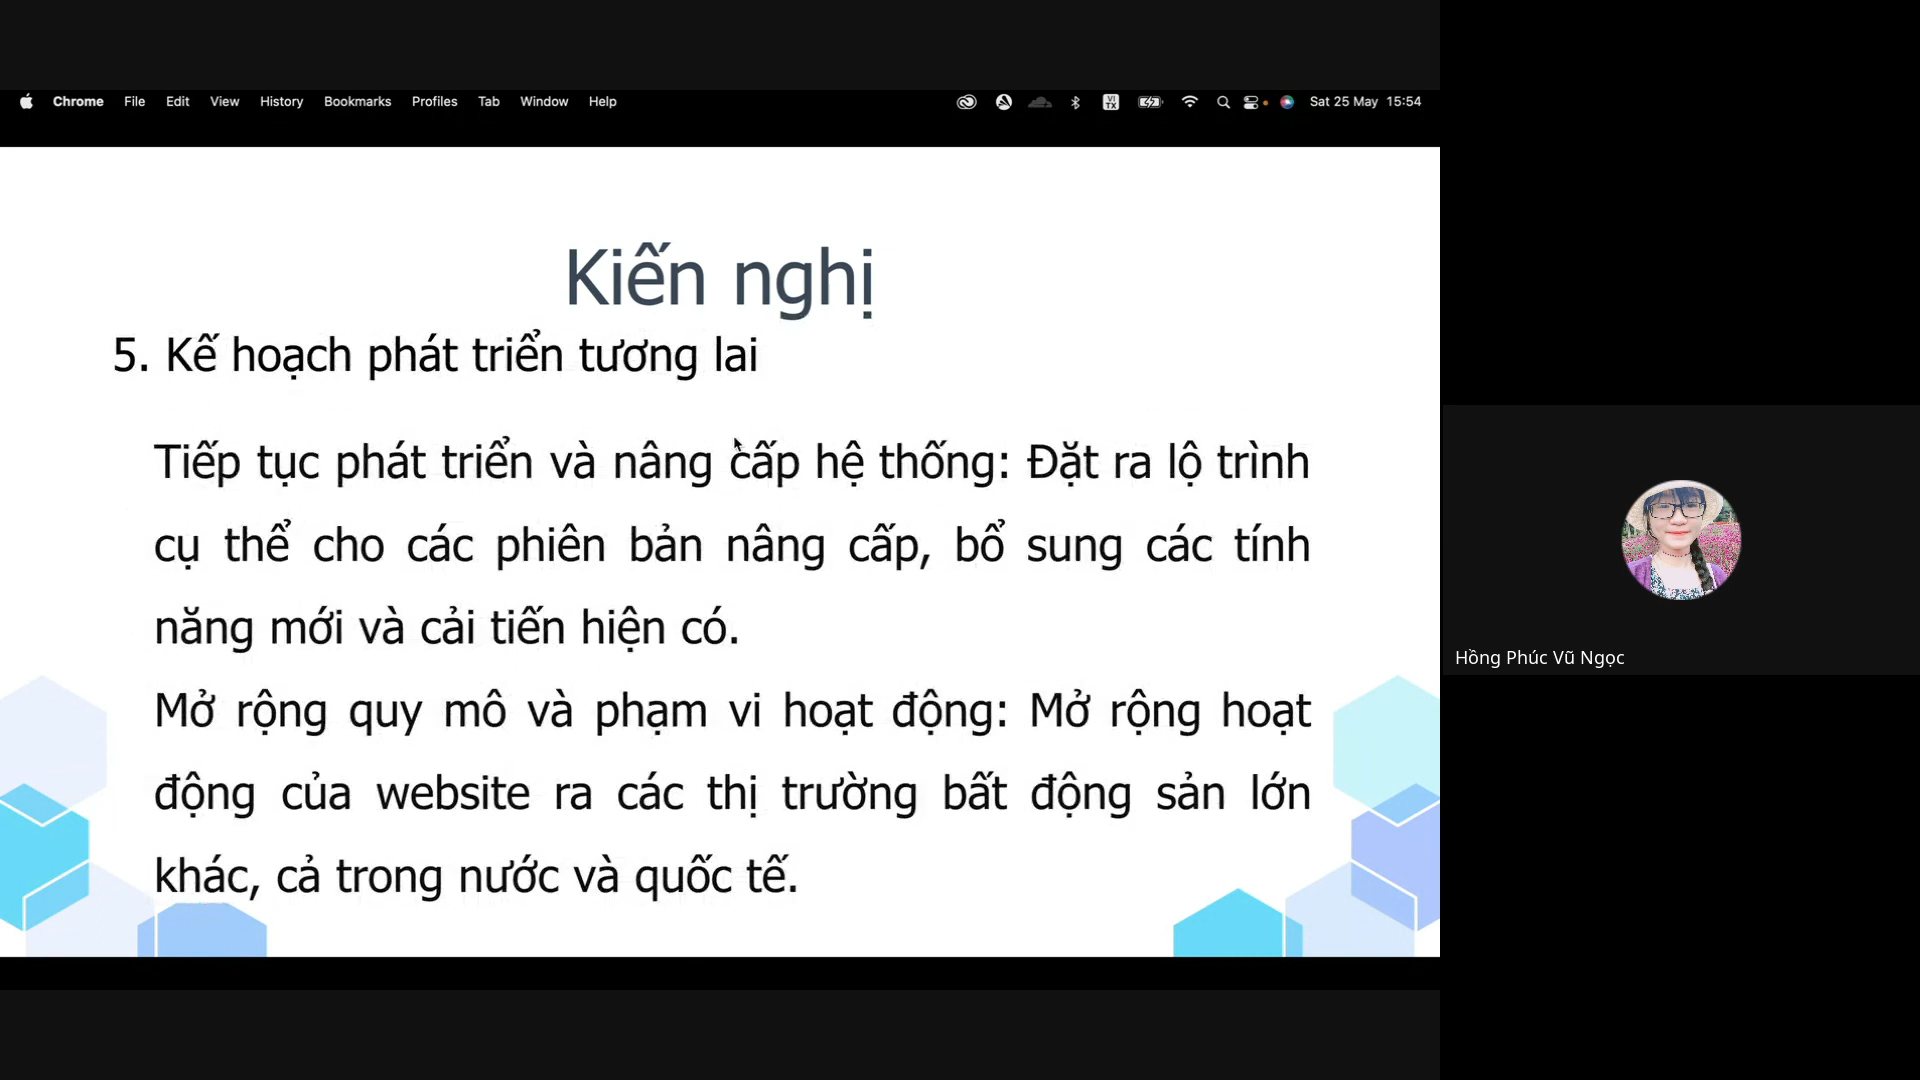 Chrome File Edit View History Bookmarks Profiles Tab Window Help VI TX Sat 25 May 15:54
Kiến nghị
5. Kế hoạch phát triển tương lai
Tiếp tục phát triển và nâng cấp hệ thống: Đặt ra lộ trình
cụ thể cho các phiên bản nâng cấp, bổ sung các tính
năng mới và cải tiến hiện có.
Mở rộng quy mô và phạm vi hoạt động: Mở rộng hoạt
động của website ra các thị trường bất động sản lớn
khác, cả trong nước và quốc tế.
Hồng Phúc Vũ Ngọc